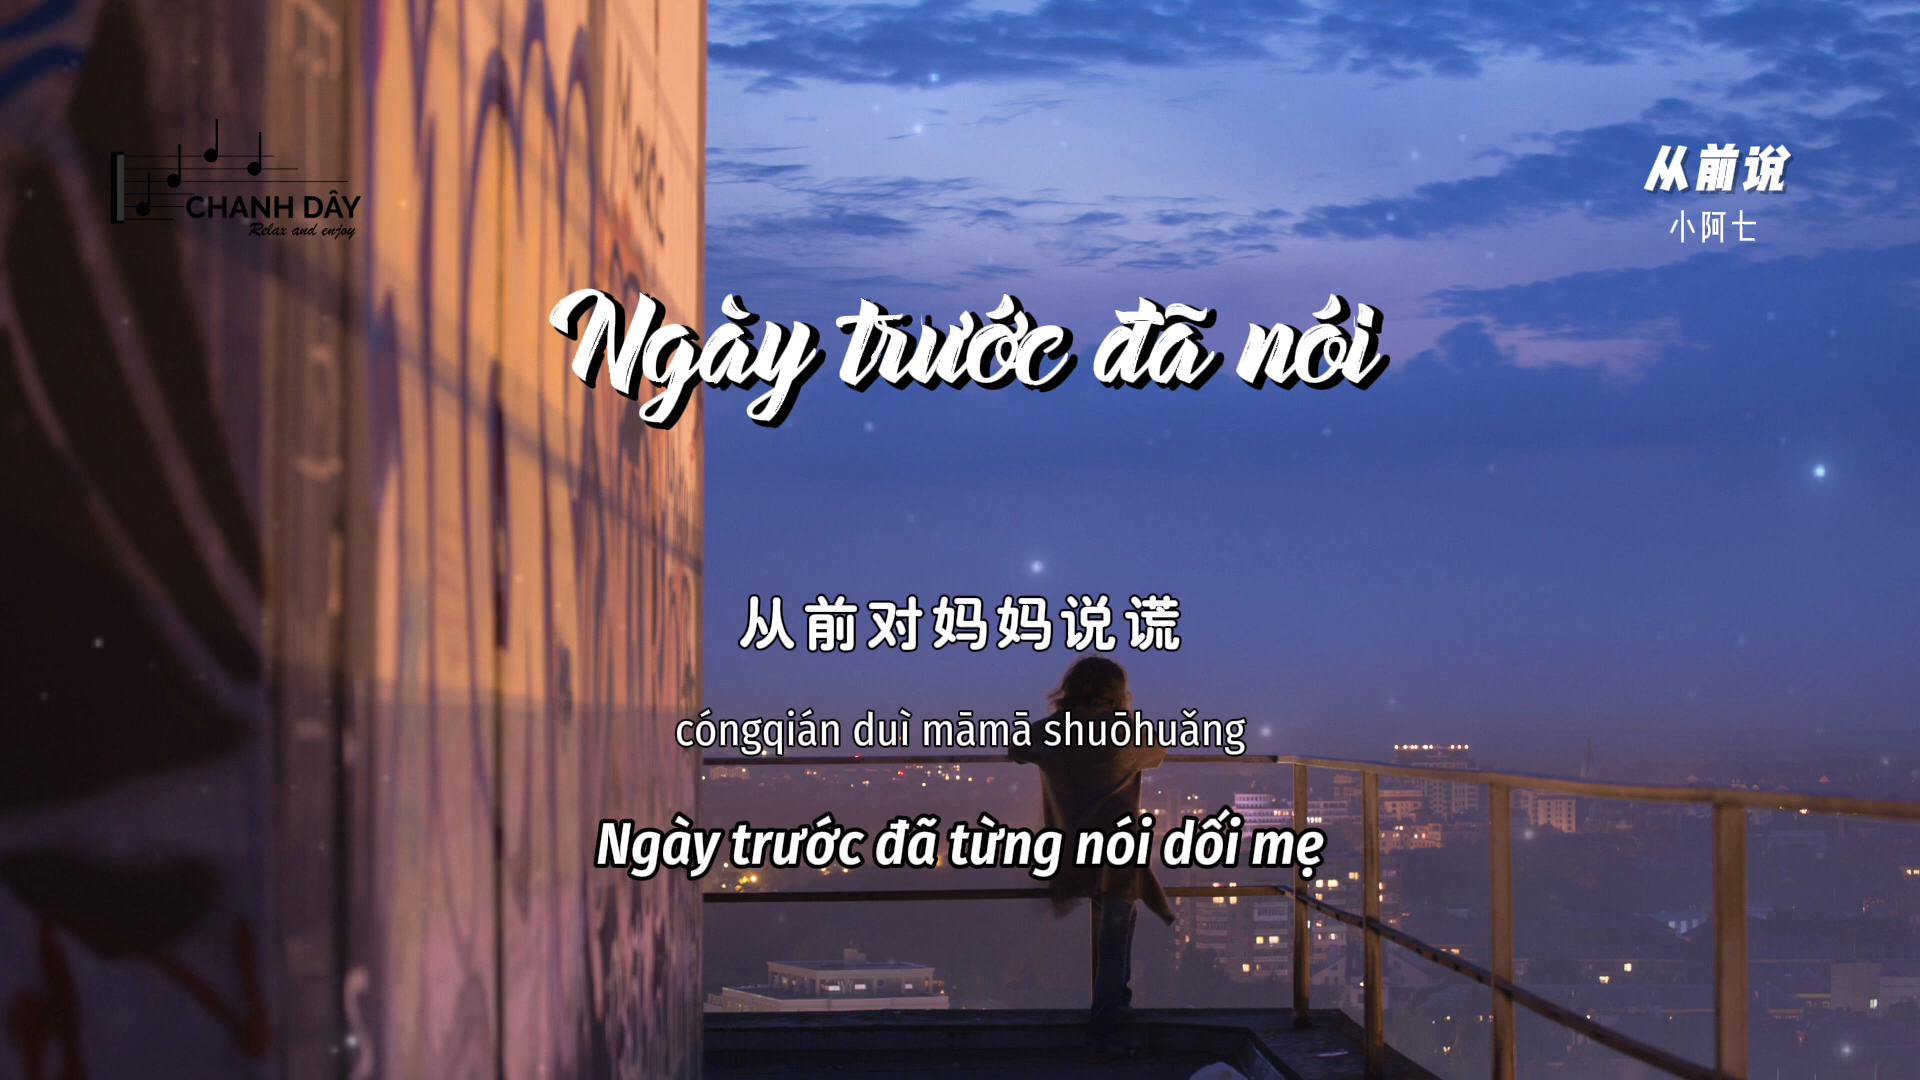 CHANH DÂY
Relax and enjoy
从前说
小阿七
Ngày trước đã nói
从前对妈妈说谎
cóngqián duì māmā shuōhuǎng
Ngày trước đã từng nói dối mẹ